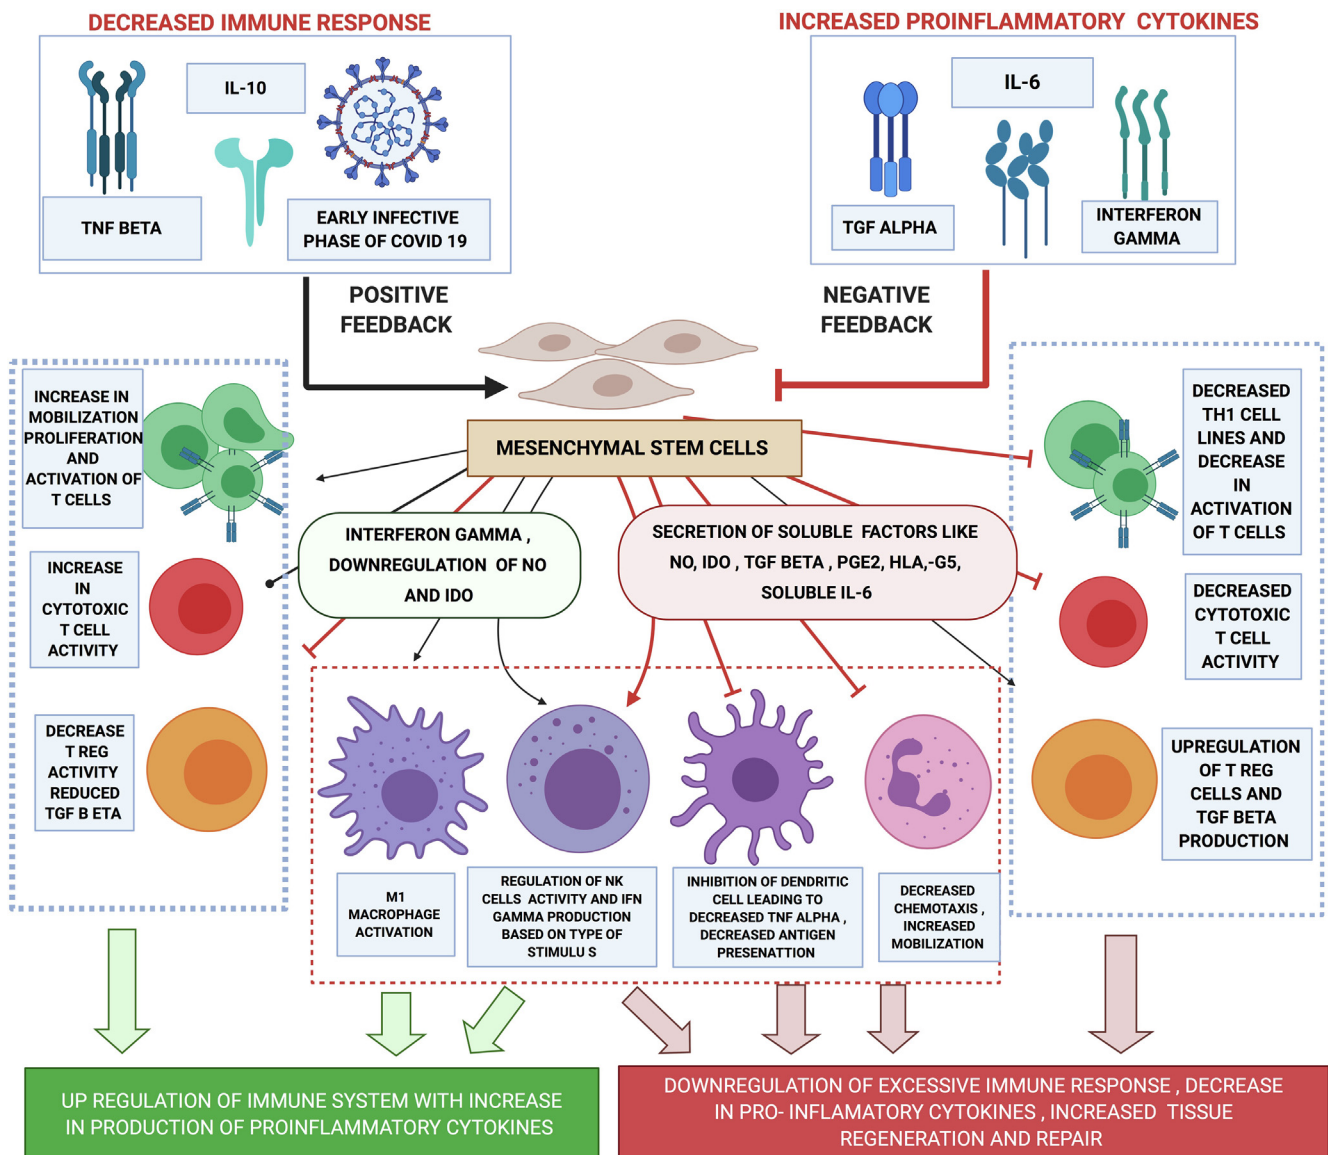 DECREASED IMMUNE RESPONSE
INCREASED PROINFLAMMATORY CYTOKINES
IL-10
TNF BETA
EARLY INFECTIVE
PHASE OF COVID 19
IL-6
TGF ALPHA
INTERFERON
GAMMA
POSITIVE
FEEDBACK
NEGATIVE
FEEDBACK
MESENCHYMAL STEM CELLS
INCREASE IN
MOBILIZATION
PROLIFERATION
AND
ACTIVATION OF
T CELLS
INCREASE
IN
CYTOTOXIC
T CELL
ACTIVITY
DECREASE
T REG
ACTIVITY
REDUCED
TGF B ETA
INTERFERON GAMMA ,
DOWNREGULATION OF NO
AND IDO
SECRETION OF SOLUBLE FACTORS LIKE
NO, IDO , TGF BETA , PGE2, HLA,-G5,
SOLUBLE IL-6
DECREASED
TH1 CELL
LINES AND
DECREASE
IN
ACTIVATION
OF T CELLS
DECREASED
CYTOTOXIC
T CELL
ACTIVITY
UPREGULATION
OF T REG
CELLS AND
TGF BETA
PRODUCTION
M1
MACROPHAGE
ACTIVATION
REGULATION OF NK
CELLS ACTIVITY AND IFN
GAMMA PRODUCTION
BASED ON TYPE OF
STIMULU S
INHIBITION OF DENDRITIC
CELL LEADING TO
DECREASED TNF ALPHA ,
DECREASED ANTIGEN
PRESENATTION
DECREASED
CHEMOTAXIS ,
INCREASED
MOBILIZATION
UP REGULATION OF IMMUNE SYSTEM WITH INCREASE
IN PRODUCTION OF PROINFLAMMATORY CYTOKINES
DOWNREGULATION OF EXCESSIVE IMMUNE RESPONSE , DECREASE
IN PRO- INFLAMATORY CYTOKINES , INCREASED TISSUE
REGENERATION AND REPAIR